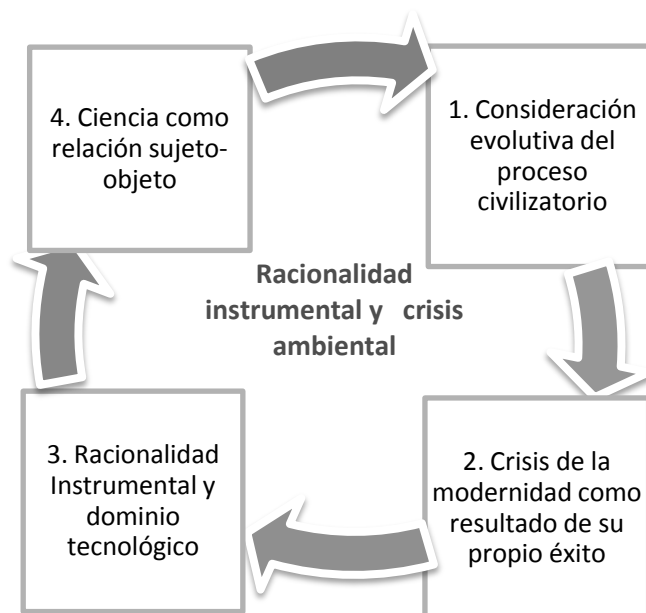 4. Ciencia como
relación sujeto-
objeto
1. Consideración
evolutiva del
proceso
civilizatorio
Racionalidad
instrumental y crisis
ambiental
3. Racionalidad
Instrumental y
dominio
tecnológico
2. Crisis de la
modernidad como
resultado de su
propio éxito